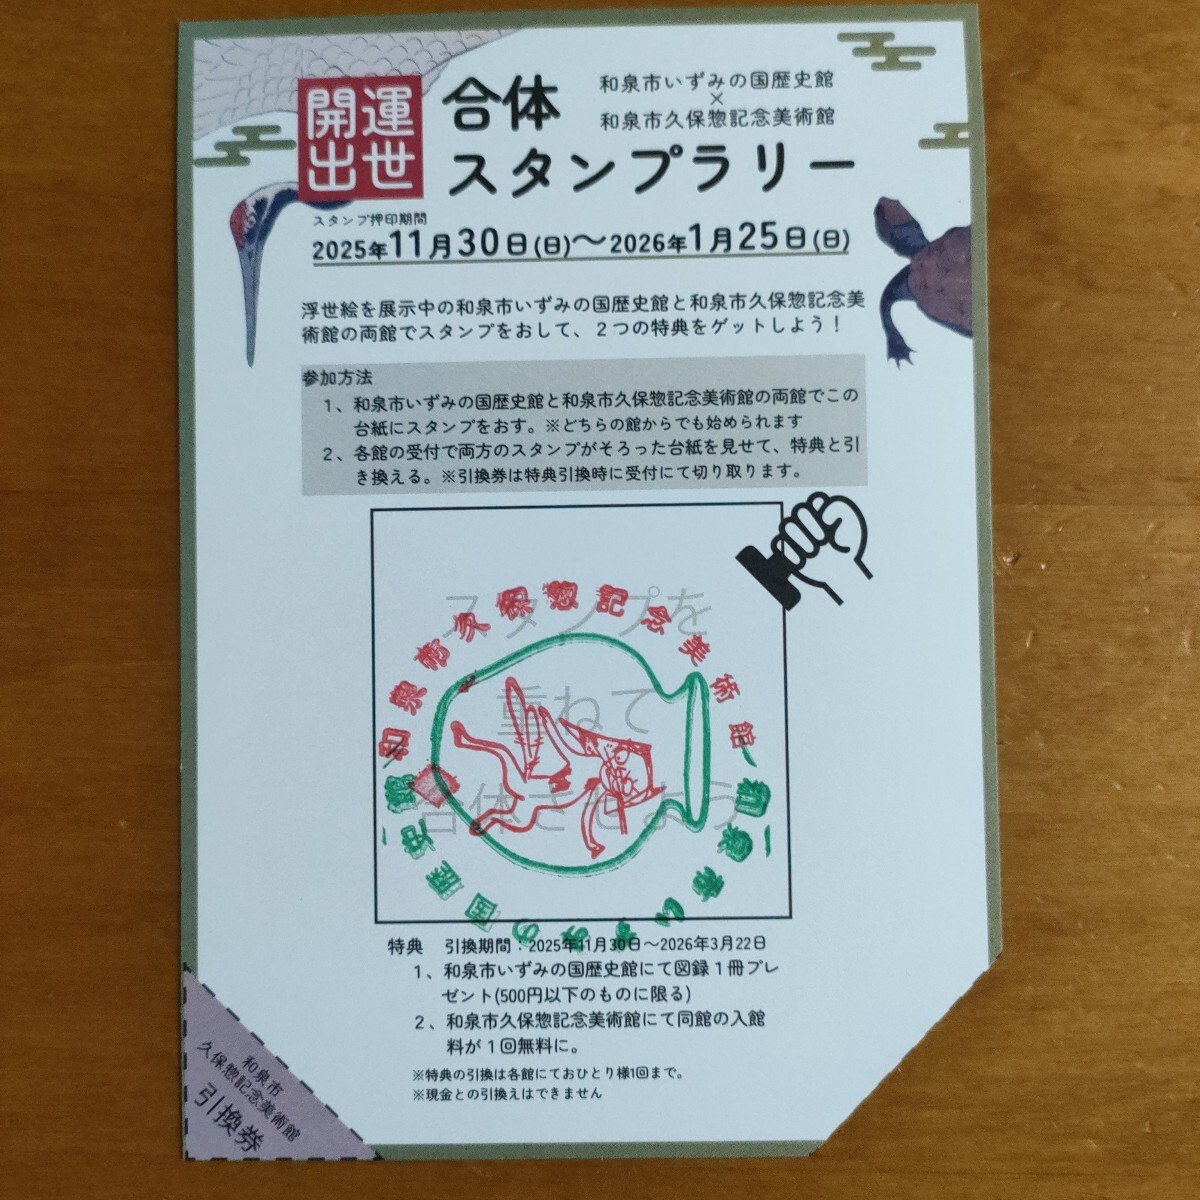 開運
出世
合体
スタンプラリー
和泉市いずみの国歴史館
×
和泉市久保惣記念美術館
スタンプ押印期間
2025年11月30日(日)〜2026年1月25日(日)
浮世絵を展示中の和泉市いずみの国歴史館と和泉市久保惣記念美
術館の両館でスタンプをおして、２つの特典をゲットしよう！
参加方法
１、和泉市いずみの国歴史館と和泉市久保惣記念美術館の両館でこの
台紙にスタンプをおす。※どちらの館からでも始められます
２、各館の受付で両方のスタンプがそろった台紙を見せて、特典と引
き換える。※引換券は特典引換時に受付にて切り取ります。
スタンプを
重ねて
合体させよう
和泉市久保惣記念美術館
和泉市いずみの国歴史館
特典　引換期間：2025年11月30日〜2026年3月22日
１、和泉市いずみの国歴史館にて図録１冊プレ
ゼント(500円以下のものに限る)
２、和泉市久保惣記念美術館にて同館の入館
料が１回無料に。
※特典の引換は各館にておひとり様1回まで。
※現金との引換えはできません
和泉市
久保惣記念美術館
引換券